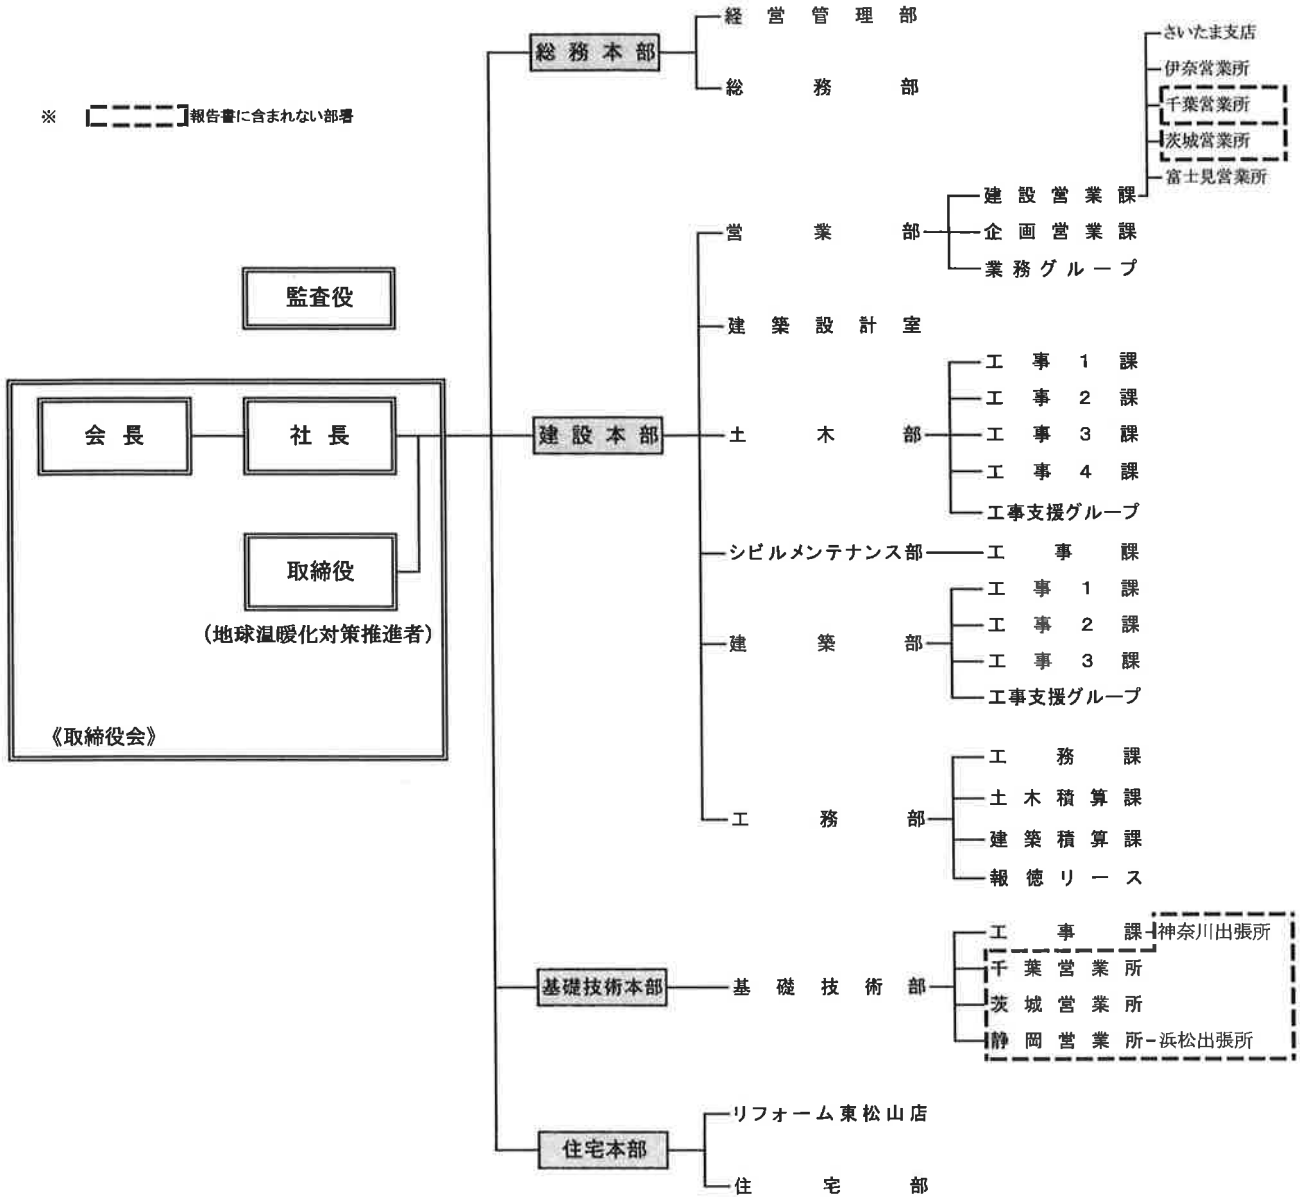 経営管理部
総務本部
総務部
※ 報告書に含まれない部署
さいたま支店
伊奈営業所
千葉営業所
茨城営業所
富士見営業所
建設営業課
営業部
企画営業課
業務グループ
監査役
建築設計室
会長
社長
建設本部
工事1課
工事2課
土木部
工事3課
工事4課
工事支援グループ
取締役
(地球温暖化対策推進者)
《取締役会》
シビルメンテナンス部
工事課
工事1課
工事2課
建築部
工事3課
工事支援グループ
工務課
土木積算課
工務部
建築積算課
報徳リース
工事課
神奈川出張所
千葉営業所
基礎技術本部
基礎技術部
茨城営業所
静岡営業所
浜松出張所
リフォーム東松山店
住宅本部
住宅部